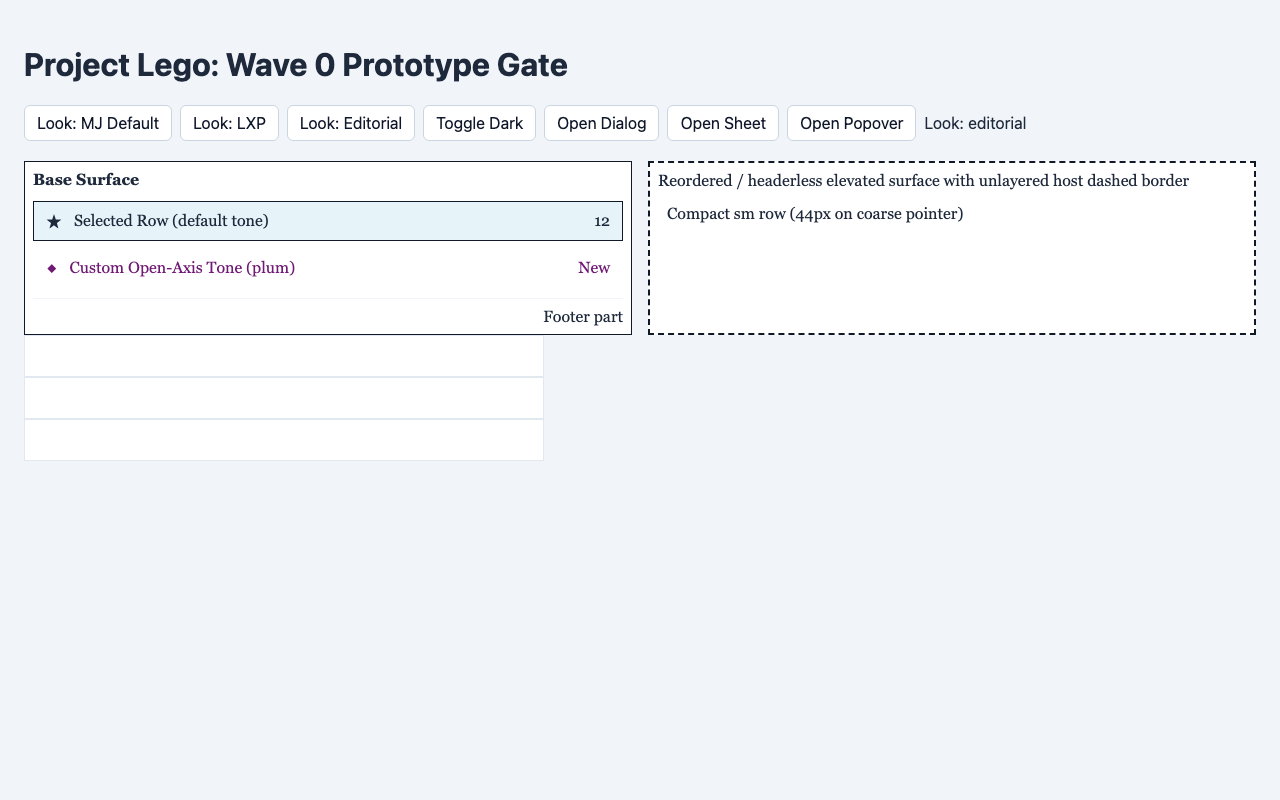 Project Lego: Wave 0 Prototype Gate
Look: MJ Default Look: LXP Look: Editorial Toggle Dark Open Dialog Open Sheet Open Popover Look: editorial
Base Surface
★ Selected Row (default tone) 12
◆ Custom Open-Axis Tone (plum) New
Footer part
Reordered / headerless elevated surface with unlayered host dashed border
Compact sm row (44px on coarse pointer)